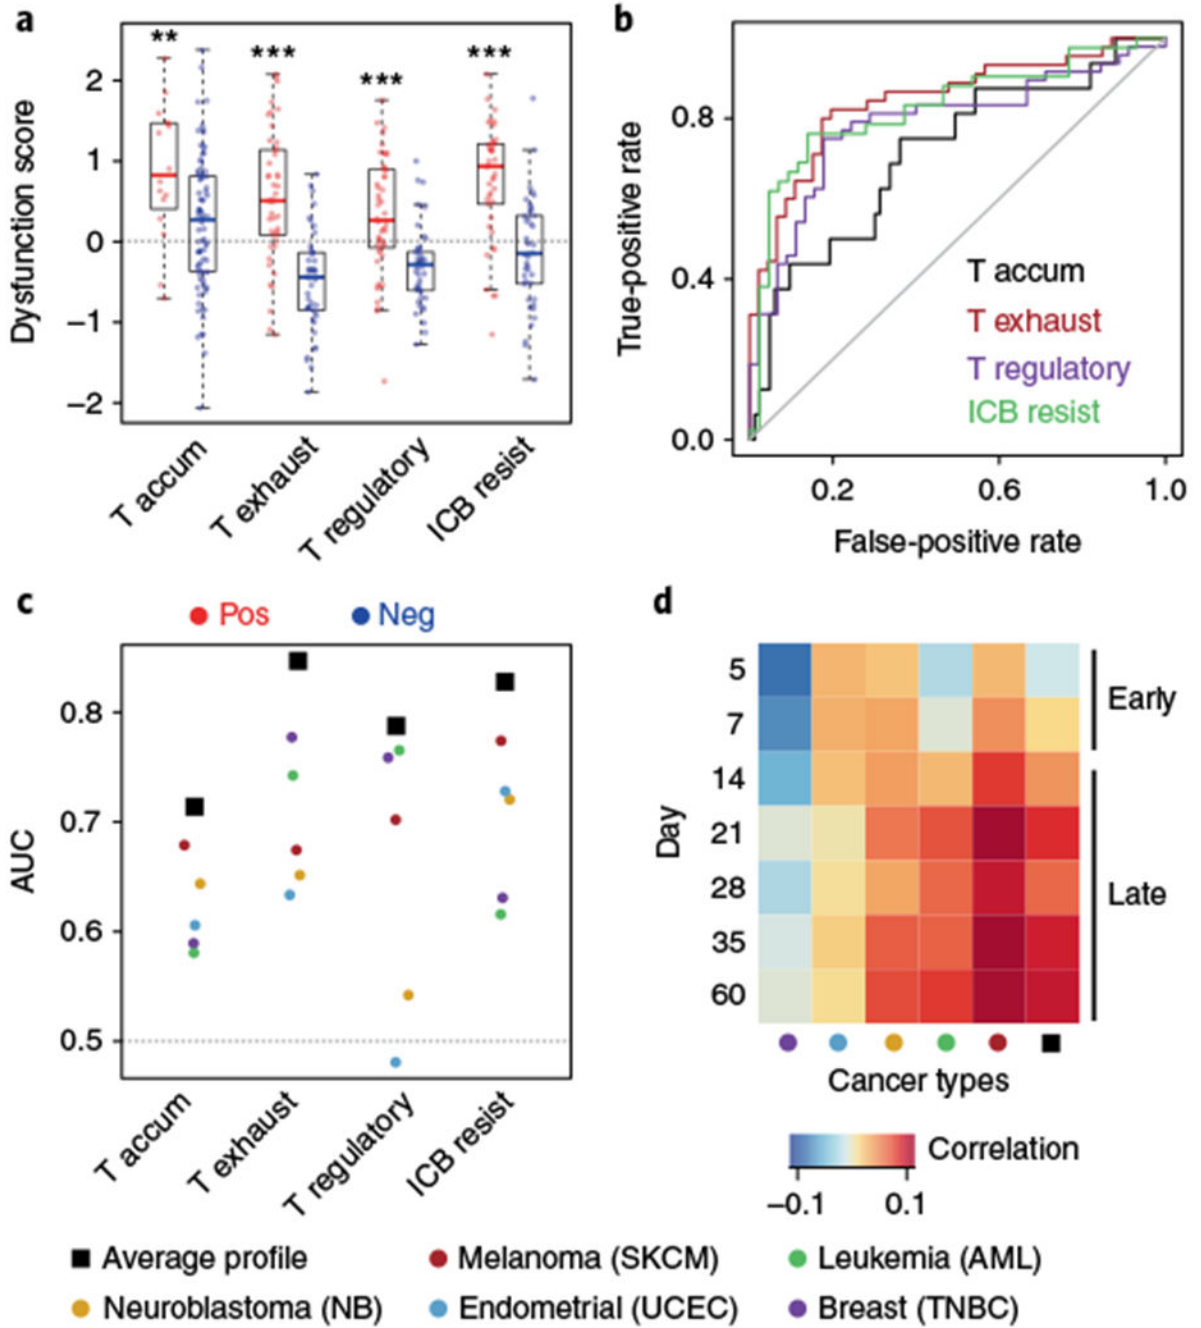 a
Dysfunction score
2
1
0
−1
−2
**
***
***
***
T accum
T exhaust
T regulatory
ICB resist
b
True-positive rate
0.8
0.4
0.0
T accum
T exhaust
T regulatory
ICB resist
0.2
0.6
1.0
False-positive rate
c
Pos
Neg
AUC
0.8
0.7
0.6
0.5
T accum
T exhaust
T regulatory
ICB resist
d
Day
5
7
14
21
28
35
60
Early
Late
Cancer types
Correlation
−0.1
0.1
Average profile
Melanoma (SKCM)
Leukemia (AML)
Neuroblastoma (NB)
Endometrial (UCEC)
Breast (TNBC)